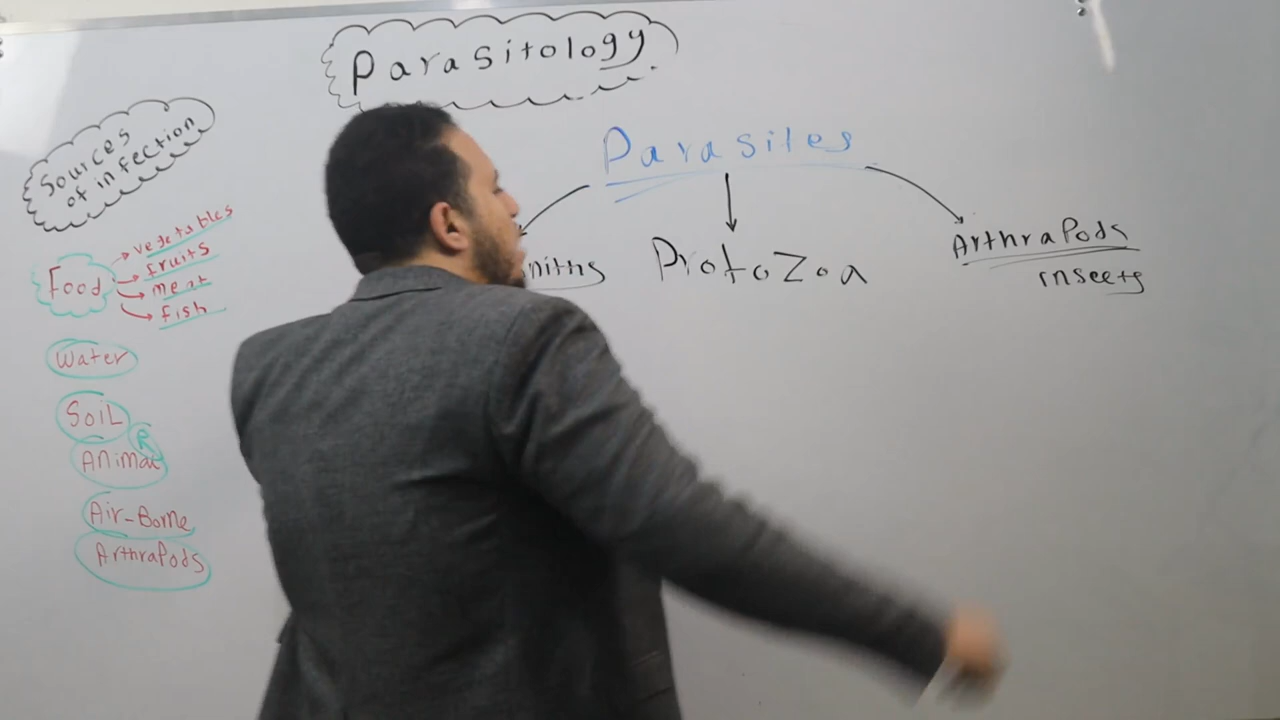 Parasitology
Sources
of infection
Parasites
Food
vegetables
fruits
meat
fish
Water
Soil
R
Animal
Air-Borne
ArthraPods
Protozoa
ArthraPods
insects